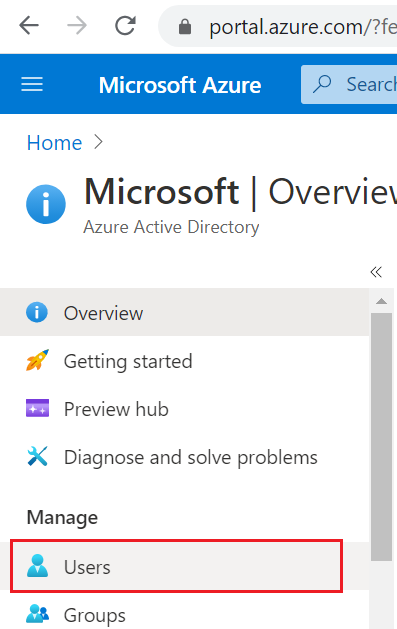 portal.azure.com/?fe
Microsoft Azure
Search
Home
Microsoft | Overview
Azure Active Directory
Overview
Getting started
Preview hub
Diagnose and solve problems
Manage
Users
Groups